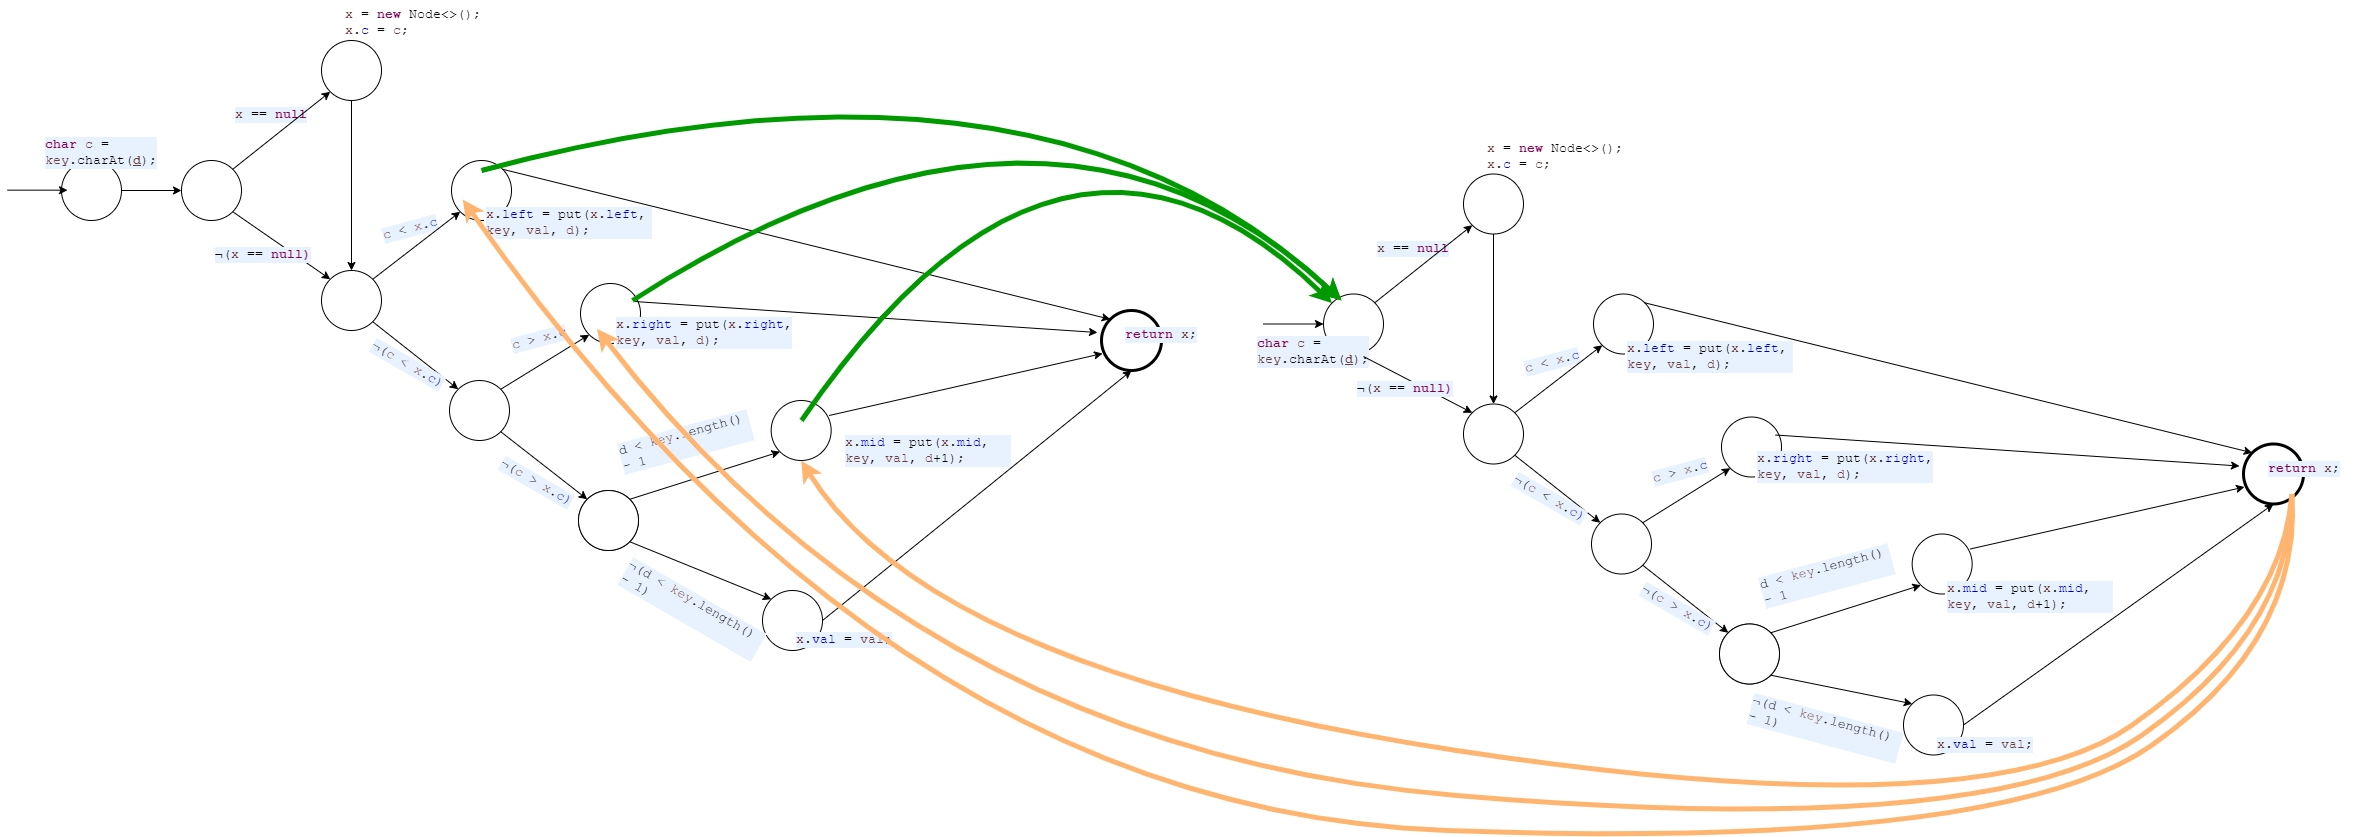 x = new Node<>();
x.c = c;
x == null
char c =
key.charAt(d);
¬(x == null)
c < x.c
x.left = put(x.left,
key, val, d);
¬(c < x.c)
c > x.c
x.right = put(x.right,
key, val, d);
return x;
¬(c > x.c)
d < key.length()
- 1
x.mid = put(x.mid,
key, val, d+1);
¬(d < key.length()
- 1)
x.val = val;
x = new Node<>();
x.c = c;
x == null
char c =
key.charAt(d);
¬(x == null)
c < x.c
x.left = put(x.left,
key, val, d);
¬(c < x.c)
c > x.c
x.right = put(x.right,
key, val, d);
return x;
¬(c > x.c)
d < key.length()
- 1
x.mid = put(x.mid,
key, val, d+1);
¬(d < key.length()
- 1)
x.val = val;